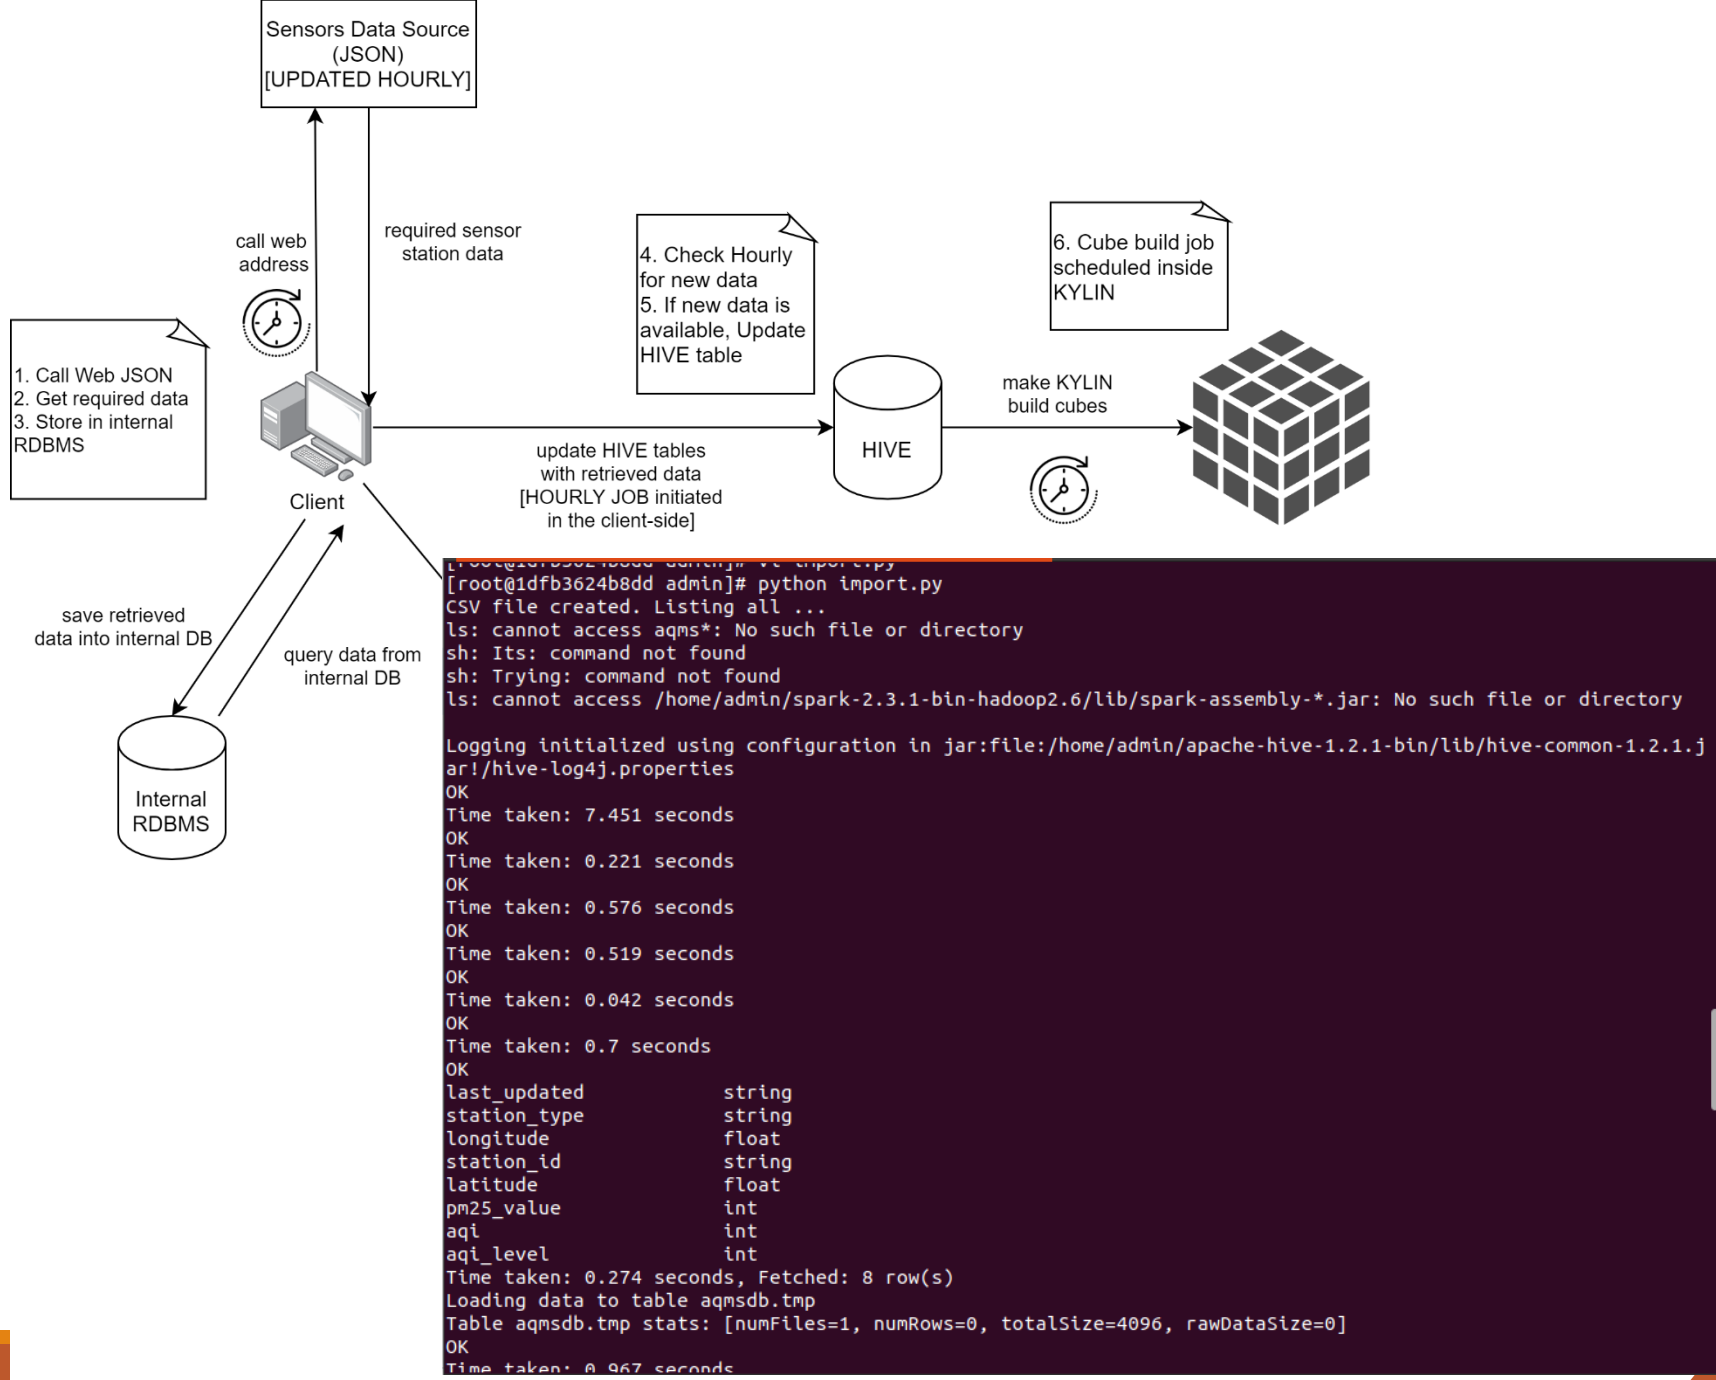 Sensors Data Source
(JSON)
[UPDATED HOURLY]
call web
address
required sensor
station data
1. Call Web JSON
2. Get required data
3. Store in internal
RDBMS
Client
4. Check Hourly
for new data
5. If new data is
available, Update
HIVE table
update HIVE tables
with retrieved data
[HOURLY JOB initiated
in the client-side]
HIVE
6. Cube build job
scheduled inside
KYLIN
make KYLIN
build cubes
save retrieved
data into internal DB
query data from
internal DB
Internal
RDBMS
[root@1dfb3624b8dd admin]# vi import.py
[root@1dfb3624b8dd admin]# python import.py
CSV file created. Listing all ...
ls: cannot access aqms*: No such file or directory
sh: Its: command not found
sh: Trying: command not found
ls: cannot access /home/admin/spark-2.3.1-bin-hadoop2.6/lib/spark-assembly-*.jar: No such file or directory
Logging initialized using configuration in jar:file:/home/admin/apache-hive-1.2.1-bin/lib/hive-common-1.2.1.j
ar!/hive-log4j.properties
OK
Time taken: 7.451 seconds
OK
Time taken: 0.221 seconds
OK
Time taken: 0.576 seconds
OK
Time taken: 0.519 seconds
OK
Time taken: 0.042 seconds
OK
Time taken: 0.7 seconds
OK
last_updated string
station_type string
longitude float
station_id string
latitude float
pm25_value int
aqi int
aqi_level int
Time taken: 0.274 seconds, Fetched: 8 row(s)
Loading data to table aqmsdb.tmp
Table aqmsdb.tmp stats: [numFiles=1, numRows=0, totalSize=4096, rawDataSize=0]
OK
Time taken: 0.967 seconds